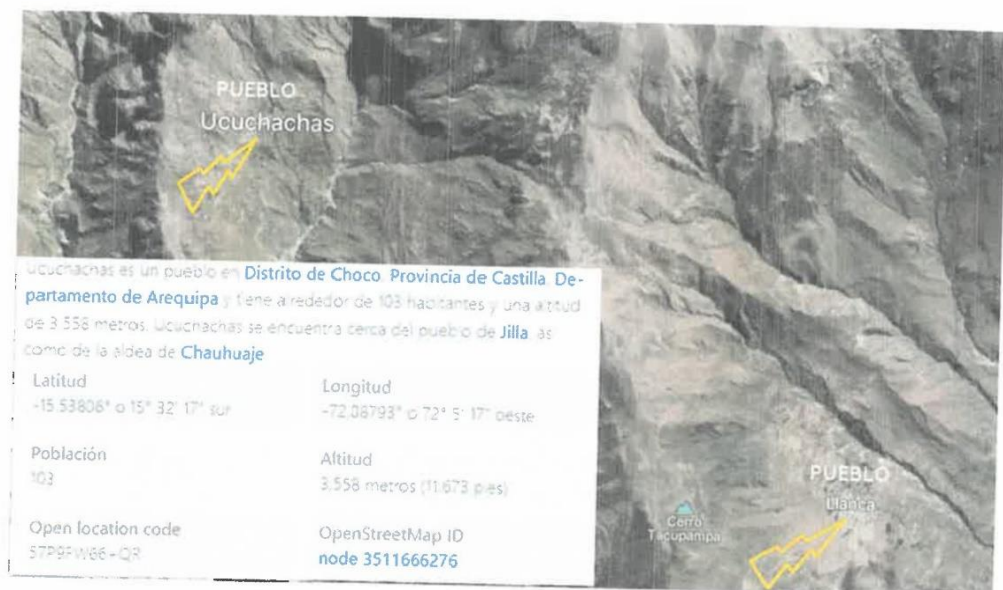 PUEBLO
Ucuchachas
Ucuchachas es un pueblo en Distrito de Choco, Provincia de Castilla, De-
partamento de Arequipa y tiene alrededor de 103 habitantes y una altitud
de 3 558 metros. Ucuchachas se encuentra cerca del pueblo de Jilla, as
como de la aldea de Chauhuaje
Latitud
Longitud
-15.53806° o 15° 32' 17" sur
-72.08793° o 72° 5' 17" oeste
Población
Altitud
103
3.558 metros (11.673 pies)
Open location code
OpenStreetMap ID
57P9FW66+QR
node 3511666276
PUEBLO
Llanca
Cerro
Tacupampa